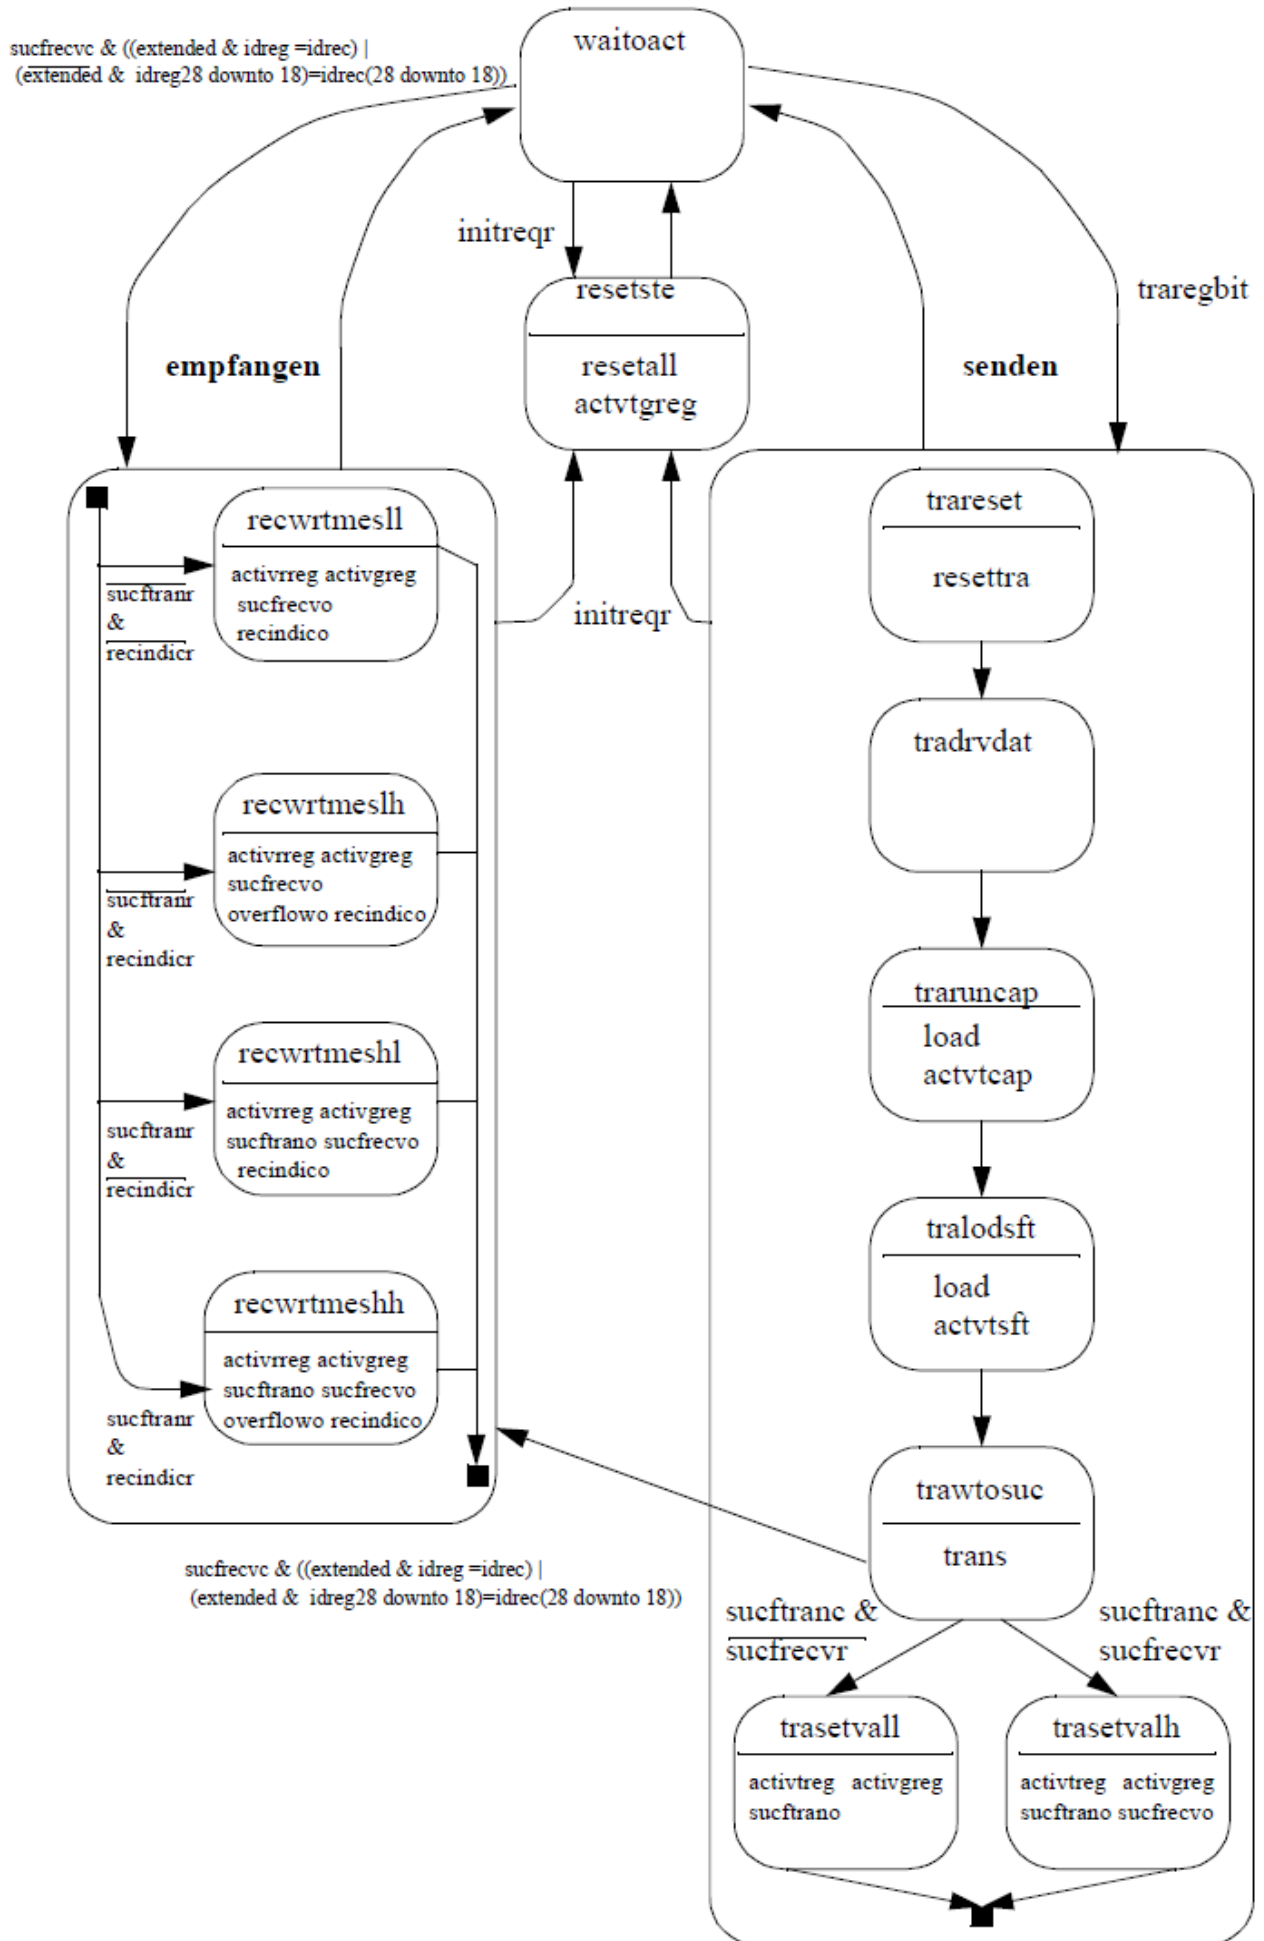 waitoact
sucfrecvc & ((extended & idreg =idrec) |
(extended &  idreg28 downto 18)=idrec(28 downto 18))
initreqr
resetste
resetall
actvtgreg
traregbit
empfangen
senden
recwrtmesll
activrreg activgreg
sucfrecvo
recindico
sucftranr
&
recindicr
initreqr
trareset
resettra
tradrvdat
recwrtmeslh
activrreg activgreg
sucfrecvo
overflowo recindico
sucftranr
&
recindicr
traruncap
load
actvtcap
recwrtmeshl
activrreg activgreg
sucftrano sucfrecvo
recindico
sucftranr
&
recindicr
tralodsft
load
actvtsft
recwrtmeshh
activrreg activgreg
sucftrano sucfrecvo
overflowo recindico
sucftranr
&
recindicr
trawtosuc
trans
sucfrecvc & ((extended & idreg =idrec) |
(extended &  idreg28 downto 18)=idrec(28 downto 18))
sucftranc &
sucfrecvr
sucftranc &
sucfrecvr
trasetvall
activtreg   activgreg
sucftrano
trasetvalh
activtreg   activgreg
sucftrano sucfrecvo